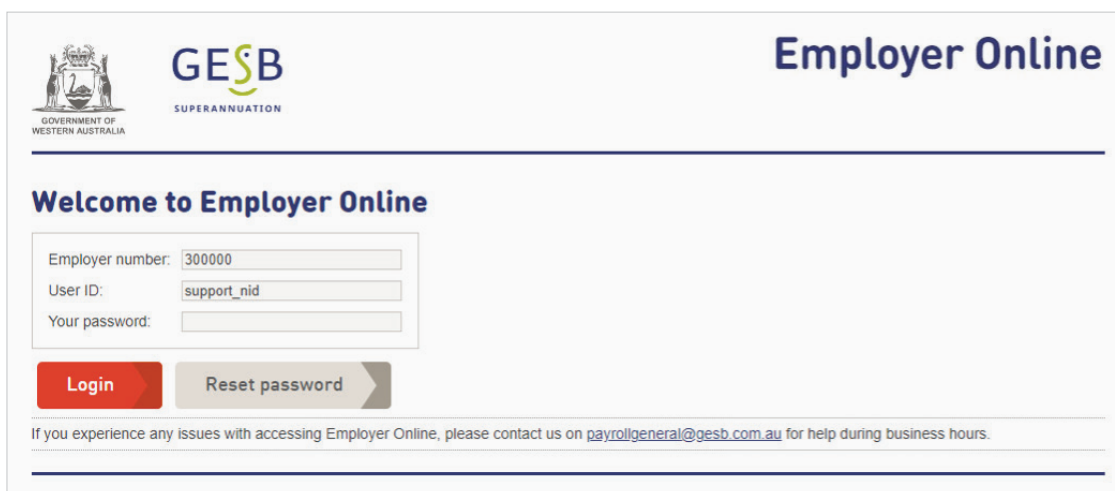 GOVERNMENT OF
WESTERN AUSTRALIA
GESB
SUPERANNUATION
Employer Online
Welcome to Employer Online
Employer number: 300000
User ID: support_nid
Your password:
Login
Reset password
If you experience any issues with accessing Employer Online, please contact us on payrollgeneral@gesb.com.au for help during business hours.